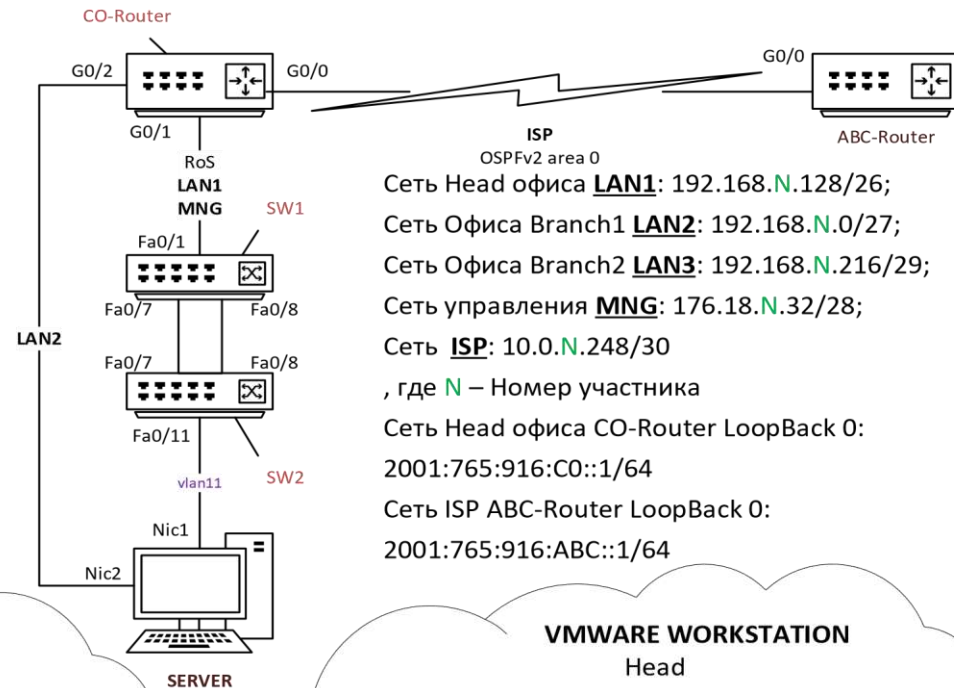 CO-Router
G0/2
G0/0
G0/0
G0/1
ISP
ABC-Router
OSPFv2 area 0
RoS
LAN1
MNG
SW1
Fa0/1
Fa0/7
Fa0/8
LAN2
Fa0/7
Fa0/8
Fa0/11
vlan11
SW2
Nic1
Nic2
SERVER
Сеть Head офиса LAN1: 192.168.N.128/26;
Сеть Офиса Branch1 LAN2: 192.168.N.0/27;
Сеть Офиса Branch2 LAN3: 192.168.N.216/29;
Сеть управления MNG: 176.18.N.32/28;
Сеть ISP: 10.0.N.248/30
, где N – Номер участника
Сеть Head офиса CO-Router LoopBack 0:
2001:765:916:C0::1/64
Сеть ISP ABC-Router LoopBack 0:
2001:765:916:ABC::1/64
VMWARE WORKSTATION
Head